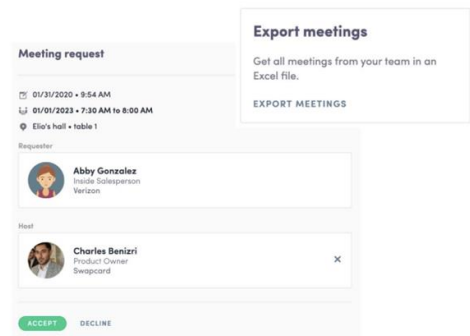 Export meetings
Get all meetings from your team in an
Excel file.
EXPORT MEETINGS
Meeting request
01/31/2020 • 9:54 AM
01/01/2023 • 7:30 AM to 8:00 AM
Elio's hall • table 1
Requester
Abby Gonzalez
Inside Salesperson
Verizon
Host
Charles Benizri
Product Owner
Swapcard
ACCEPT DECLINE